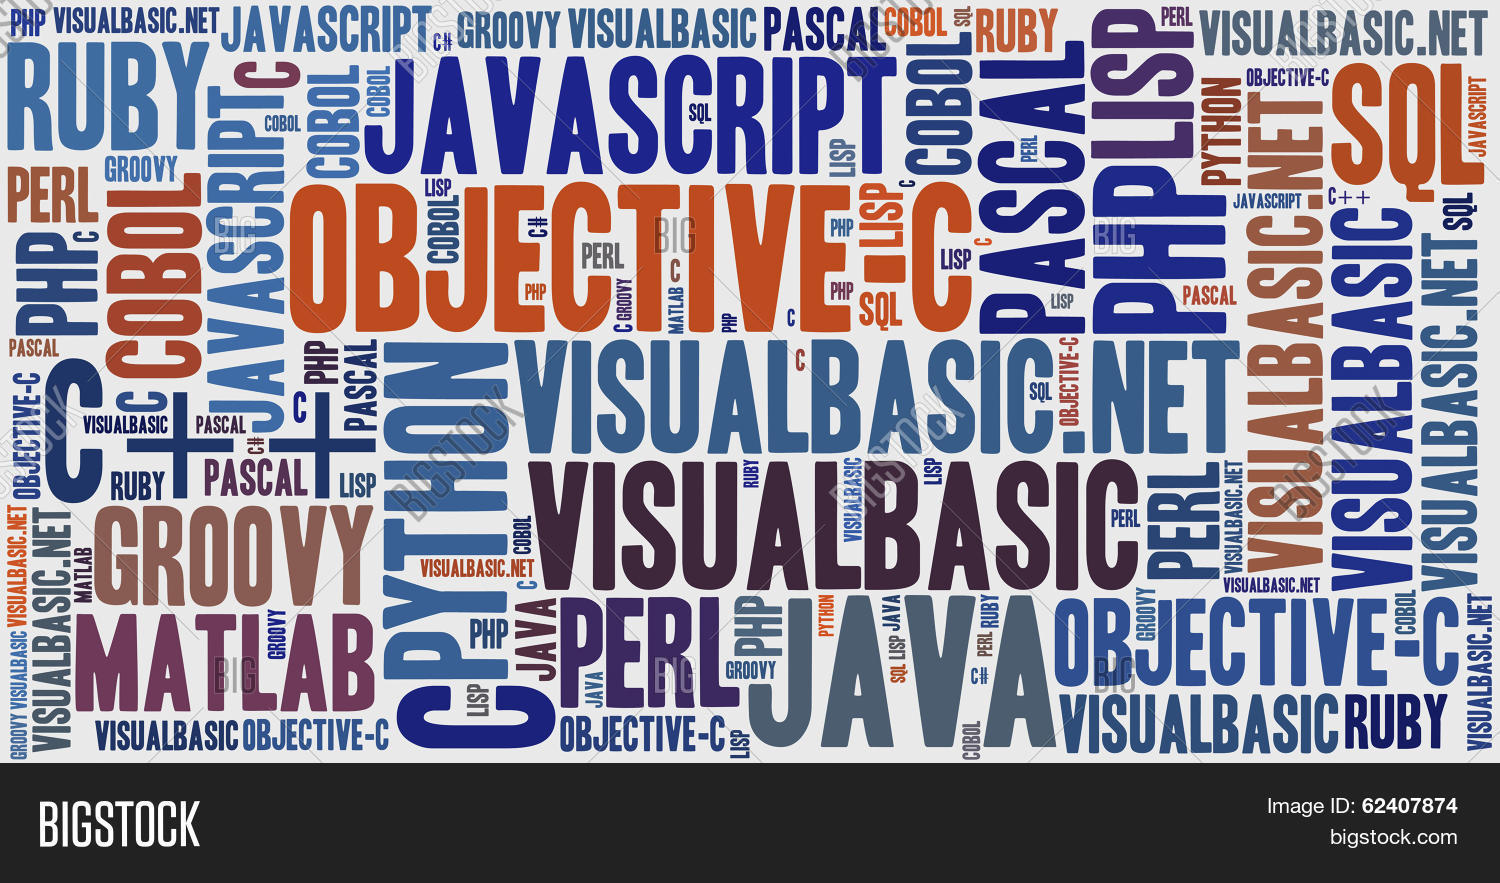 PHP
VISUALBASIC.NET
JAVASCRIPT
C#
GROOVY
VISUALBASIC
PASCAL
COBOL
SQL
RUBY
PERL
VISUALBASIC.NET
RUBY
C
COBOL
COBOL
COBOL
JAVASCRIPT
SQL
LISP
COBOL
PASCAL
PERL
LISP
PYTHON
OBJECTIVE-C
SQL
JAVASCRIPT
GROOVY
PERL
COBOL
JAVASCRIPT
OBJECTIVE-C
LISP
COBOL
C#
PERL
PHP
GROOVY
C
C
MATLAB
PHP
PHP
PHP
C
LISP
C
SQL
LISP
C
LISP
PHP
PASCAL
JAVASCRIPT
C++
SQL
VISUALBASIC.NET
VISUALBASIC
VISUALBASIC.NET
C
PHP
PASCAL
OBJECTIVE-C
C++
C
VISUALBASIC
PASCAL
C#
C
PHP
PASCAL
RUBY
PASCAL
LISP
PYTHON
VISUALBASIC.NET
C
SQL
OBJECTIVE-C
VISUALBASIC
RUBY
VISUALBASIC
LISP
PERL
PERL
VISUALBASIC.NET
VISUALBASIC.NET
VISUALBASIC.NET
VISUALBASIC.NET
MATLAB
GROOVY
VISUALBASIC.NET
COBOL
C
MATLAB
GROOVY
PHP
JAVA
PERL
JAVA
PHP
GROOVY
JAVA
PYTHON
SQL
LISP
JAVA
PERL
RUBY
C#
COBOL
OBJECTIVE-C
GROOVY
COBOL
VISUALBASIC.NET
GROOVY
VISUALBASIC
VISUALBASIC
OBJECTIVE-C
C
LISP
OBJECTIVE-C
LISP
VISUALBASIC
RUBY
BIGSTOCK
Image ID: 62407874
bigstock.com